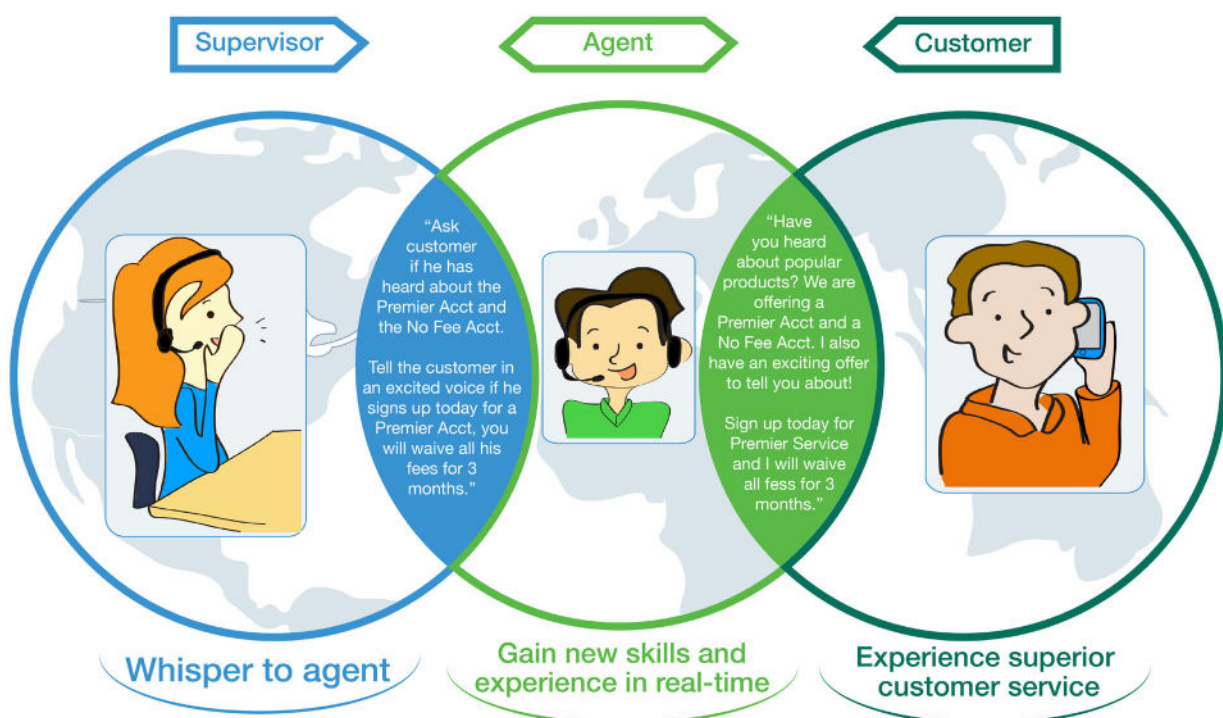 Supervisor
Agent
Customer
“Ask
customer
if he has
heard about the
Premier Acct and
the No Fee Acct.
Tell the customer in
an excited voice if he
signs up today for a
Premier Acct, you
will waive all his
fees for 3
months.”
“Have
you heard
about popular
products? We are
offering a
Premier Acct and a
No Fee Acct. I also
have an exciting offer
to tell you about!
Sign up today for
Premier Service
and I will waive
all fess for 3
months.”
Whisper to agent
Gain new skills and
experience in real-time
Experience superior
customer service